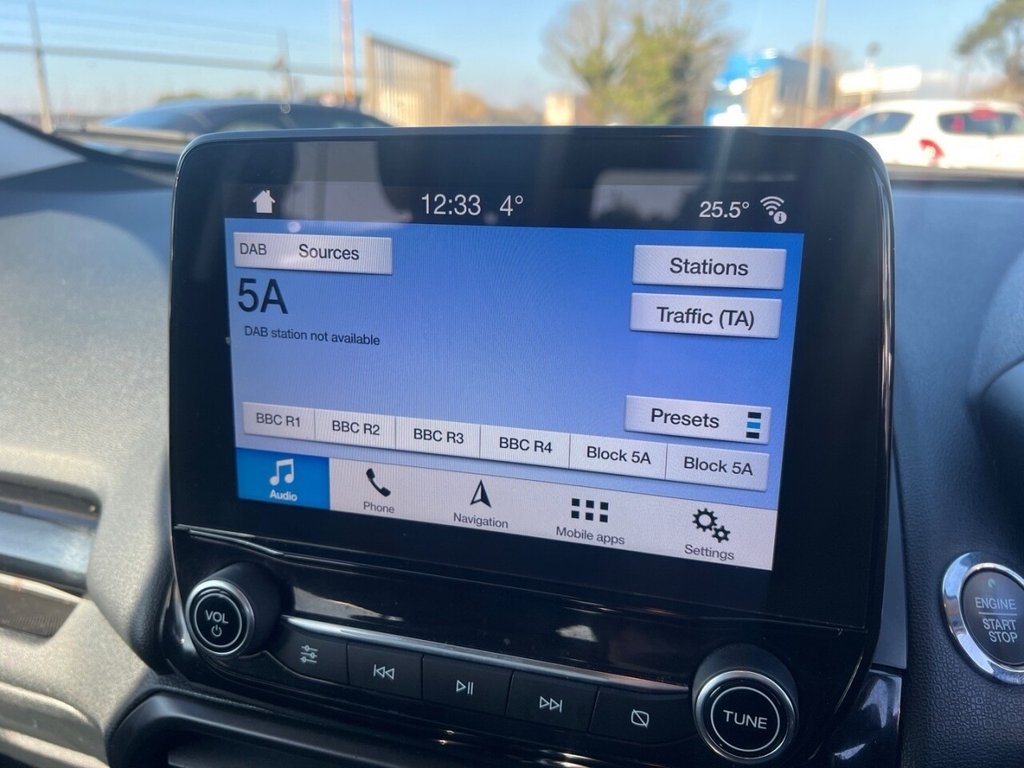 12:33 4° 25.5°
DAB Sources
Stations
5A
Traffic (TA)
DAB station not available
Presets
BBC R1 BBC R2 BBC R3 BBC R4 Block 5A Block 5A
Audio Phone Navigation Mobile apps Settings
VOL
TUNE
ENGINE
START
STOP